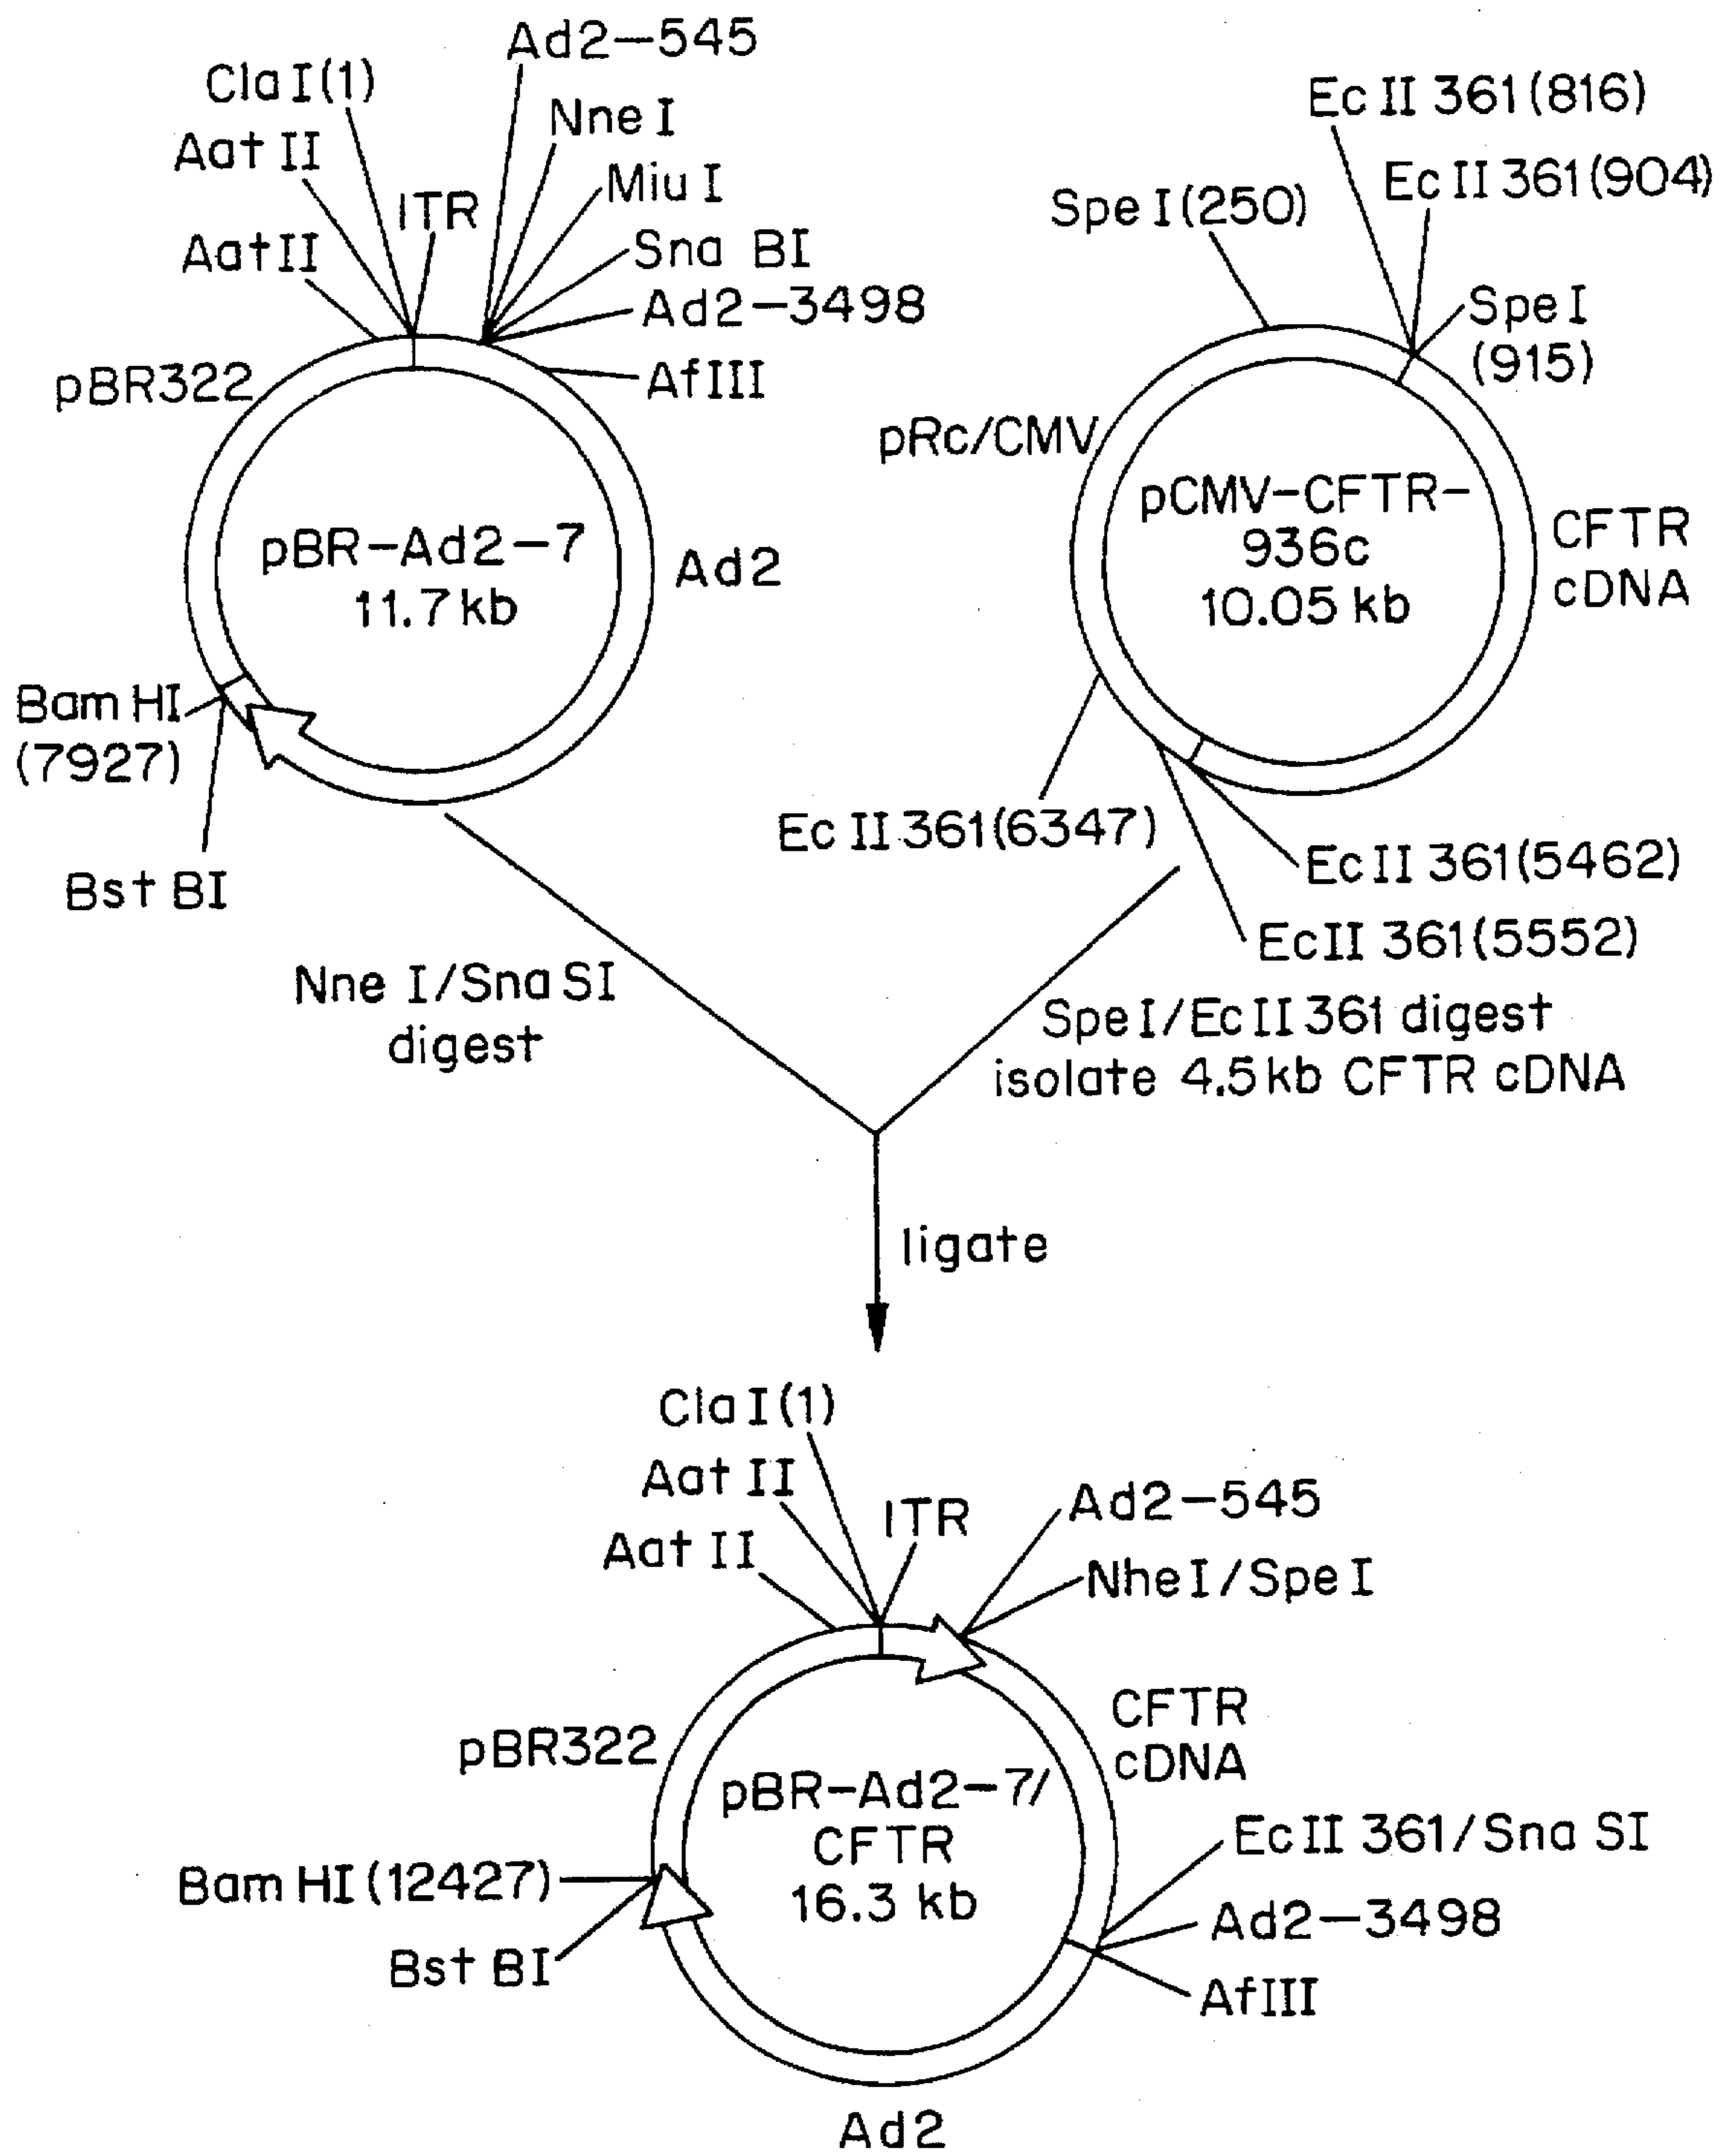 Ad2-545
Cla I(1)
Nne I
Aat II
Miu I
ITR
Sna BI
Aat II
Ad2-3498
pBR322
AfIII
pBR-Ad2-7
11.7 kb
Ad2
Bam HI
(7927)
Bst BI
Ec II 361(816)
Ec II 361(904)
Spe I(250)
Spe I
(915)
pRc/CMV
pCMV-CFTR-
936c
10.05 kb
CFTR
cDNA
Ec II 361(6347)
Ec II 361(5462)
Ec II 361(5552)
Nne I/Sna SI
digest
Spe I/Ec II 361 digest
isolate 4.5 kb CFTR cDNA
ligate
Cla I(1)
Aat II
ITR
Ad2-545
Aat II
Nhe I/Spe I
pBR322
CFTR
cDNA
pBR-Ad2-7/
CFTR
16.3 kb
Ec II 361/Sna SI
Bam HI(12427)
Ad2-3498
Bst BI
AfIII
Ad2